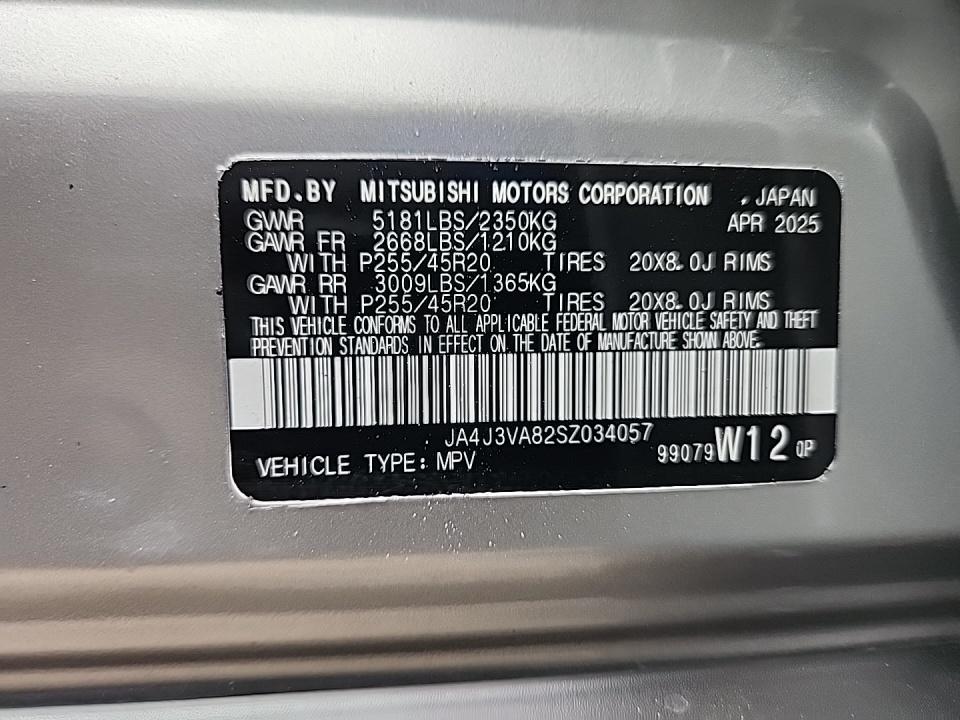 MFD.BY MITSUBISHI MOTORS CORPORATION , JAPAN
GVWR 5181LBS/2350KG APR 2025
GAWR FR 2668LBS/1210KG
WITH P255/45R20 TIRES 20X8.0J RIMS
GAWR RR 3009LBS/1365KG
WITH P255/45R20 TIRES 20X8.0J RIMS
THIS VEHICLE CONFORMS TO ALL APPLICABLE FEDERAL MOTOR VEHICLE SAFETY AND THEFT
PREVENTION STANDARDS IN EFFECT ON THE DATE OF MANUFACTURE SHOWN ABOVE.
JA4J3VA82SZ034057
99079 W12 0P
VEHICLE TYPE: MPV